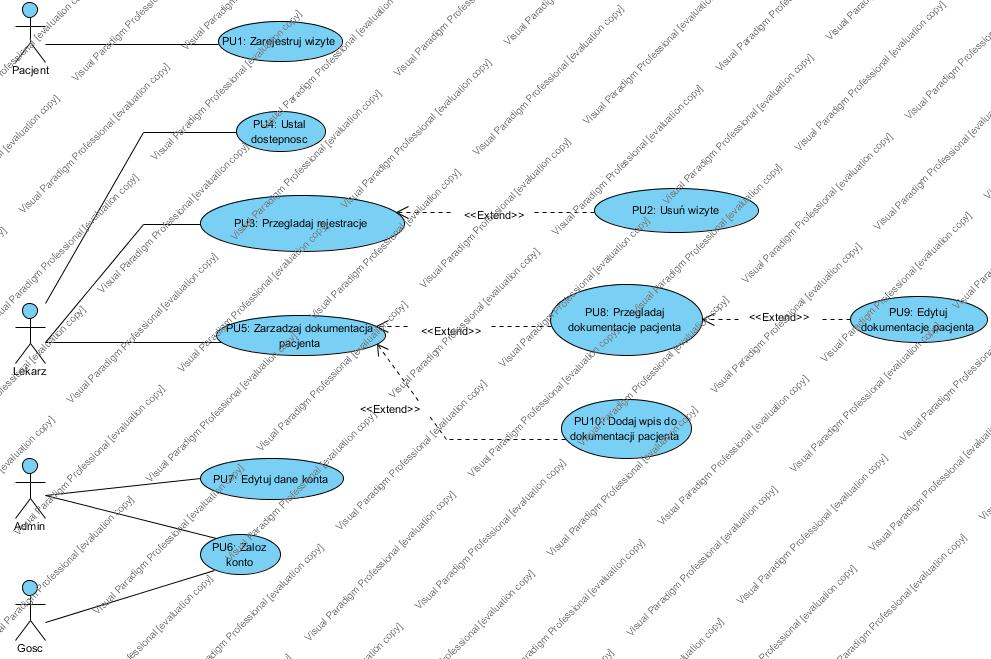 PU1: Zarejestruj wizyte
Pacjent
PU4: Ustal
dostepnosc
PU3: Przegladaj rejestracje
<<Extend>>
PU2: Usuń wizyte
Lekarz
PU5: Zarzadzaj dokumentacja
pacjenta
<<Extend>>
PU8: Przegladaj
dokumentacje pacjenta
<<Extend>>
PU9: Edytuj
dokumentacje pacjenta
<<Extend>>
PU10: Dodaj wpis do
dokumentacji pacjenta
Admin
PU7: Edytuj dane konta
PU6: Zaloz
konto
Gosc
Visual Paradigm Professional [evaluation copy]